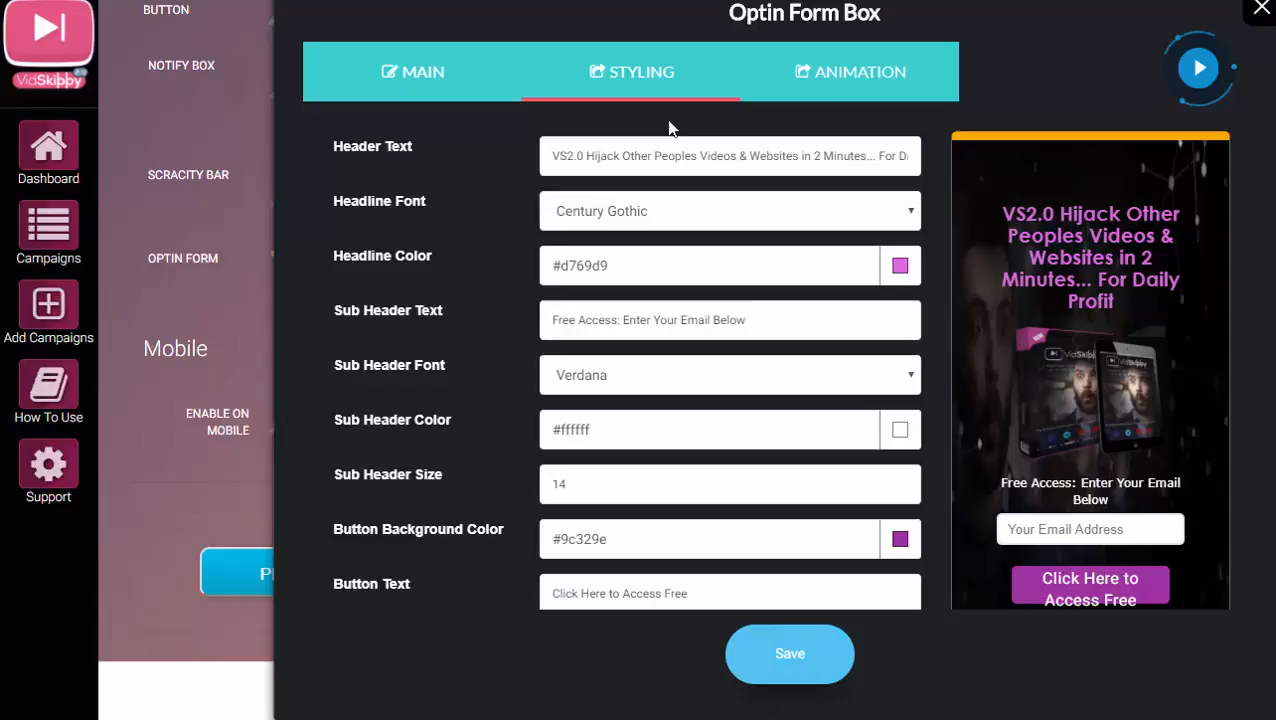 BUTTON
Optin Form Box
VidSkippy
NOTIFY BOX
MAIN
STYLING
ANIMATION
Dashboard
SCRACITY BAR
Header Text
VS2.0 Hijack Other Peoples Videos & Websites in 2 Minutes... For D
Headline Font
Century Gothic
Campaigns
OPTIN FORM
Headline Color
#d769d9
Sub Header Text
Free Access: Enter Your Email Below
Add Campaigns
Mobile
Sub Header Font
Verdana
How To Use
ENABLE ON
MOBILE
Sub Header Color
#ffffff
Support
Sub Header Size
14
Button Background Color
#9c329e
Button Text
Click Here to Access Free
Save
VS2.0 Hijack Other
Peoples Videos &
Websites in 2
Minutes... For Daily
Profit
VidSkippy
VidSkippy
Free Access: Enter Your Email
Below
Your Email Address
Click Here to
Access Free